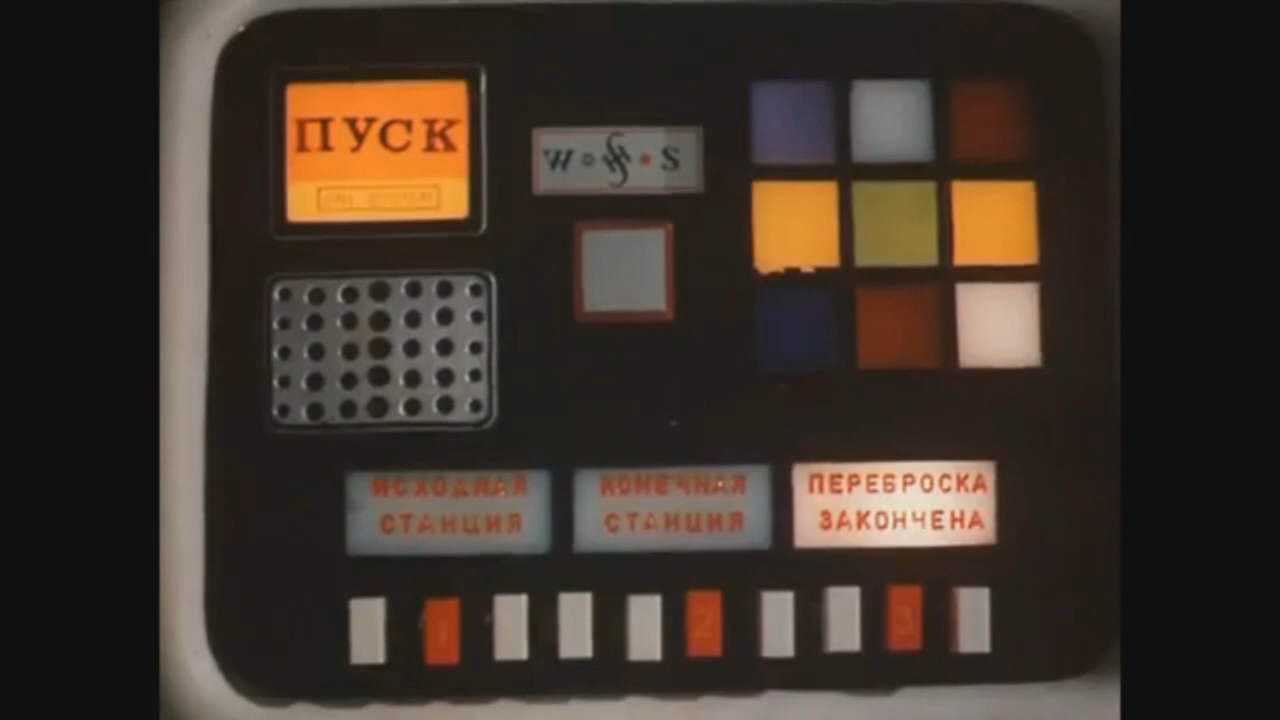 ПУСК
W S
ИСХОДНАЯ
СТАНЦИЯ
КОНЕЧНАЯ
СТАНЦИЯ
ПЕРЕБРОСКА
ЗАКОНЧЕНА
1 2 3